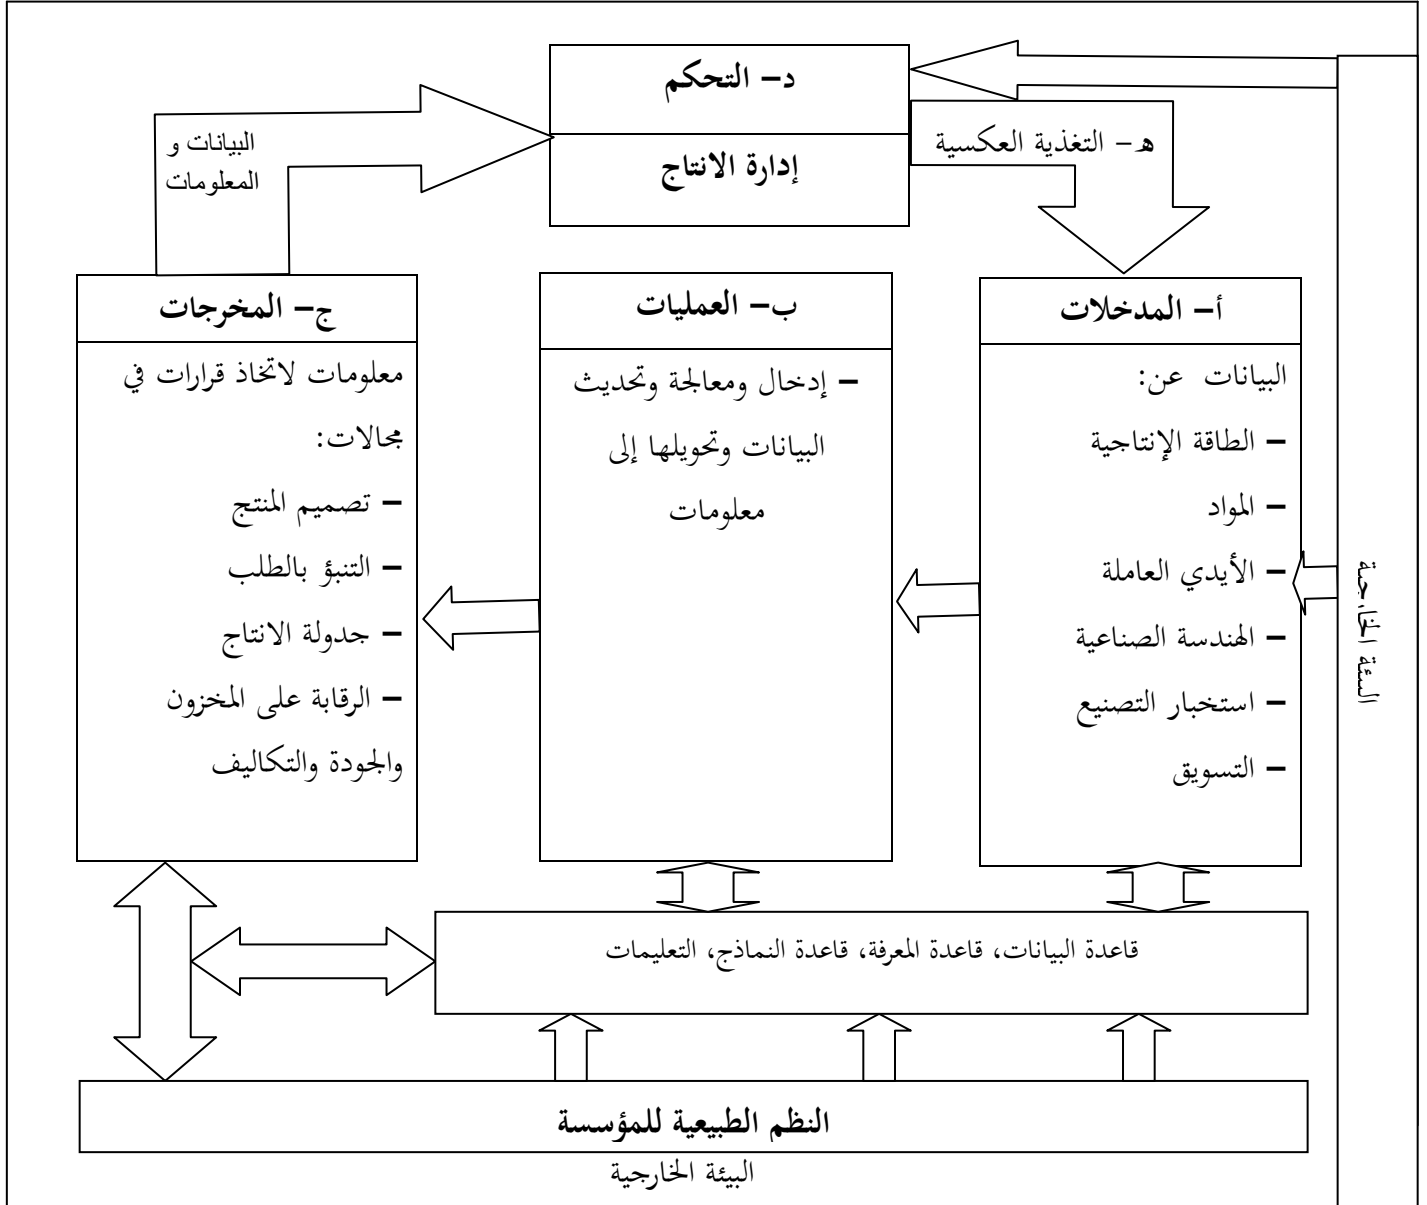 د– التحكم
إدارة الانتاج
هـ– التغذية العكسية
البيانات و
المعلومات
أ– المدخلات
البيانات عن:
– الطاقة الإنتاجية
– المواد
– الأيدي العاملة
– الهندسة الصناعية
– استخبار التصنيع
– التسويق
ب– العمليات
– إدخال ومعالجة وتحديث
البيانات وتحويلها إلى
معلومات
ج– المخرجات
معلومات لاتخاذ قرارات في
مجالات:
– تصميم المنتج
– التنبؤ بالطلب
– جدولة الانتاج
– الرقابة على المخزون
والجودة والتكاليف
البيئة الخارجية
قاعدة البيانات، قاعدة المعرفة، قاعدة النماذج، التعليمات
النظم الطبيعية للمؤسسة
البيئة الخارجية